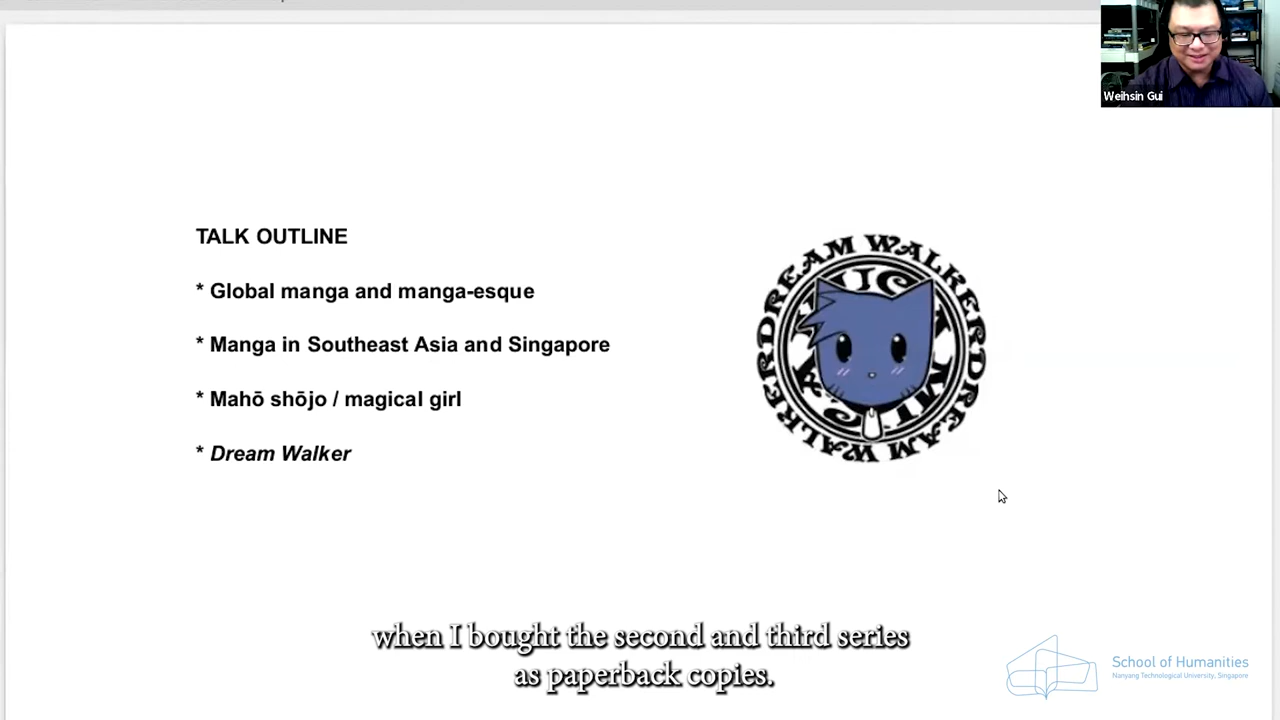 Weihsin Gui
TALK OUTLINE
* Global manga and manga-esque
* Manga in Southeast Asia and Singapore
* Mahō shōjo / magical girl
* Dream Walker
DREAM WALKER
DREAM WALKER
when I bought the second and third series
as paperback copies.
School of Humanities
Nanyang Technological University, Singapore